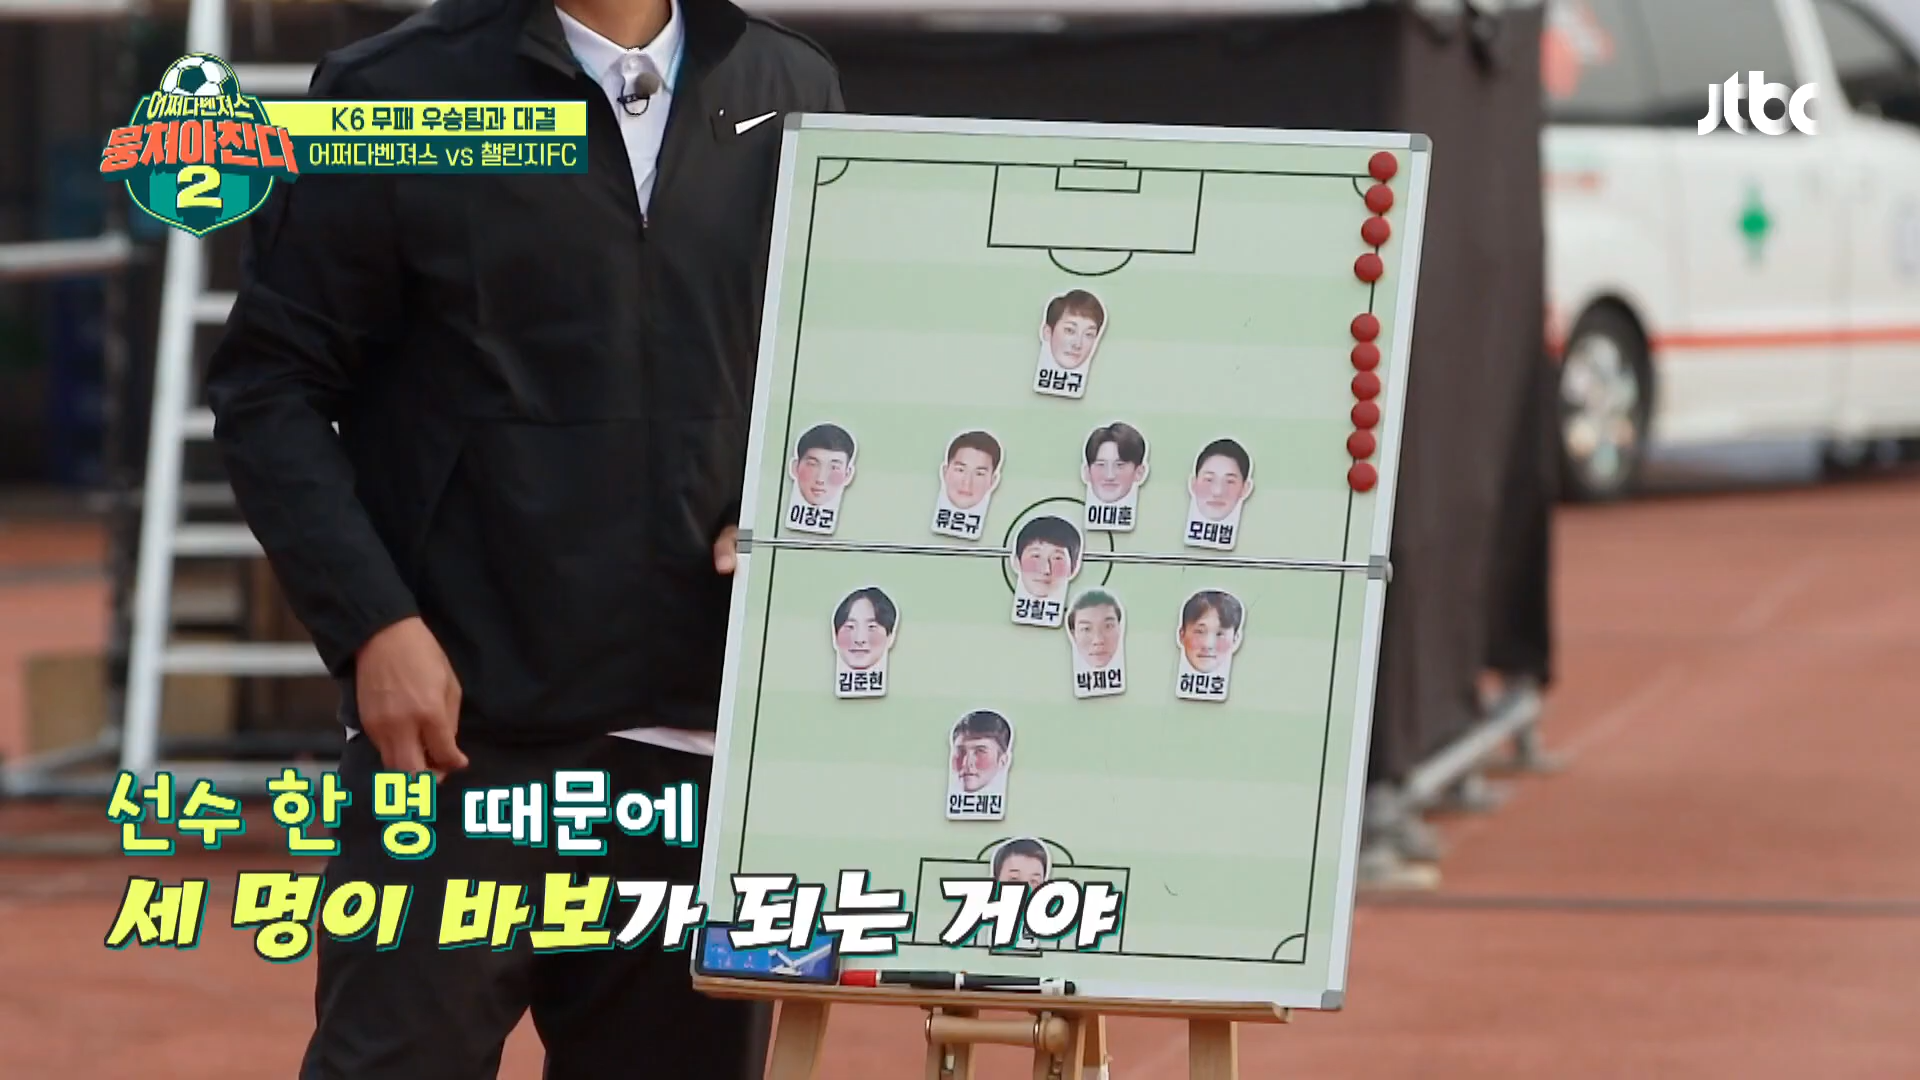 어쩌다벤져스
뭉쳐야찬다
2
K6 무패 우승팀과 대결
어쩌다벤져스 vs 챌린지FC
jtbc
임남규
이장군
류은규
이대훈
모태범
강칠구
김준현
박제언
허민호
안드레진
선수 한 명 때문에
세 명이 바보가 되는 거야